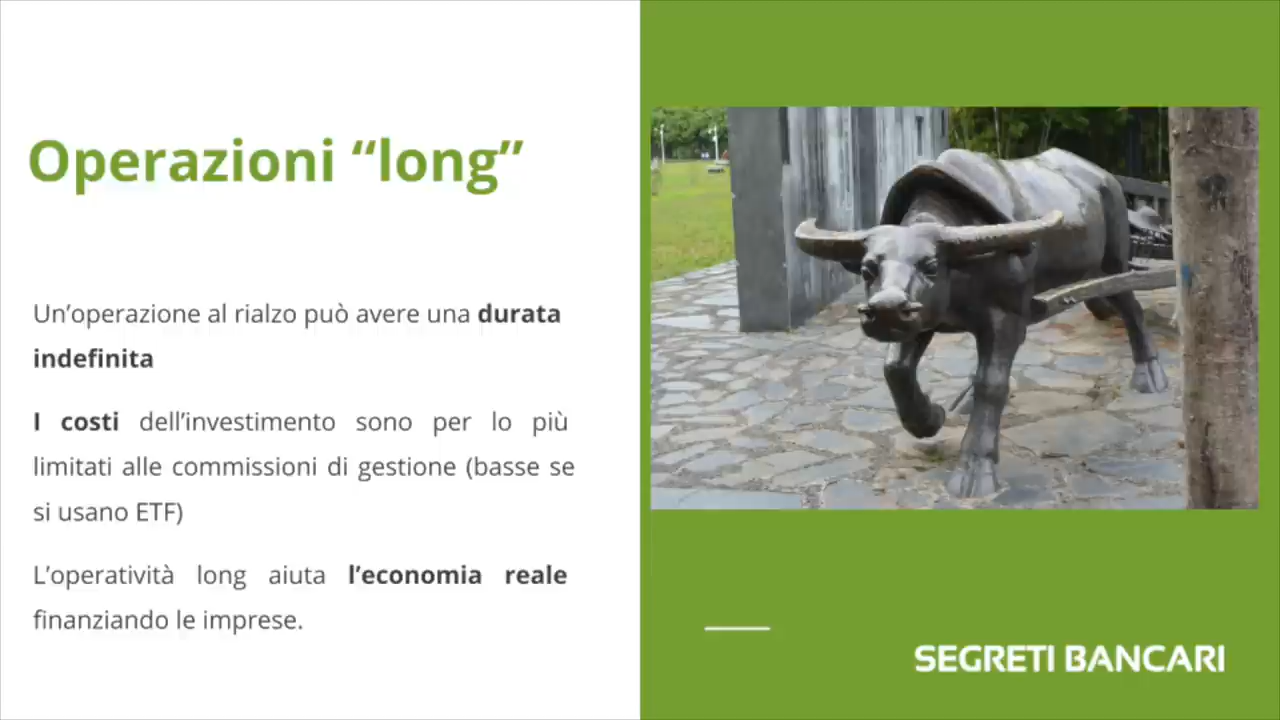 Operazioni “long”
Un’operazione al rialzo può avere una durata
indefinita
I costi dell’investimento sono per lo più
limitati alle commissioni di gestione (basse se
si usano ETF)
L’operatività long aiuta l’economia reale
finanziando le imprese.
SEGRETI BANCARI